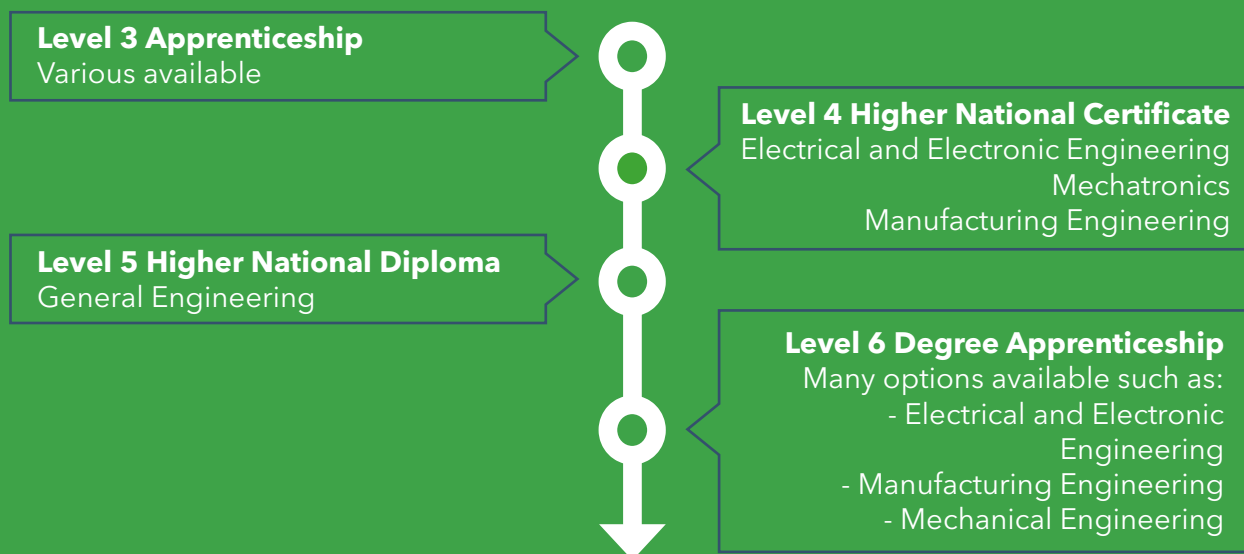 Level 3 Apprenticeship
Various available
Level 4 Higher National Certificate
Electrical and Electronic Engineering
Mechatronics
Manufacturing Engineering
Level 5 Higher National Diploma
General Engineering
Level 6 Degree Apprenticeship
Many options available such as:
- Electrical and Electronic
Engineering
- Manufacturing Engineering
- Mechanical Engineering